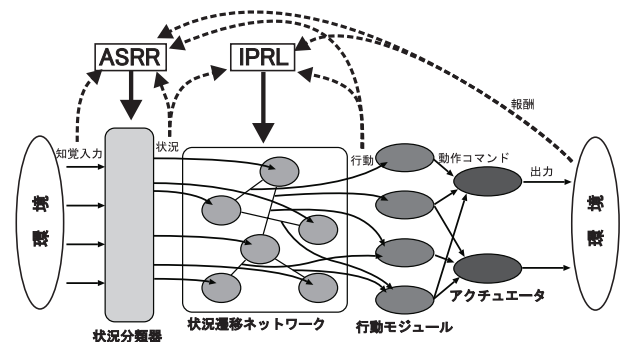 ASRR
IPRL
報酬
知覚入力
状況
行動
動作コマンド
出力
環境
環境
アクチュエータ
状況分類器
状況遷移ネットワーク
行動モジュール